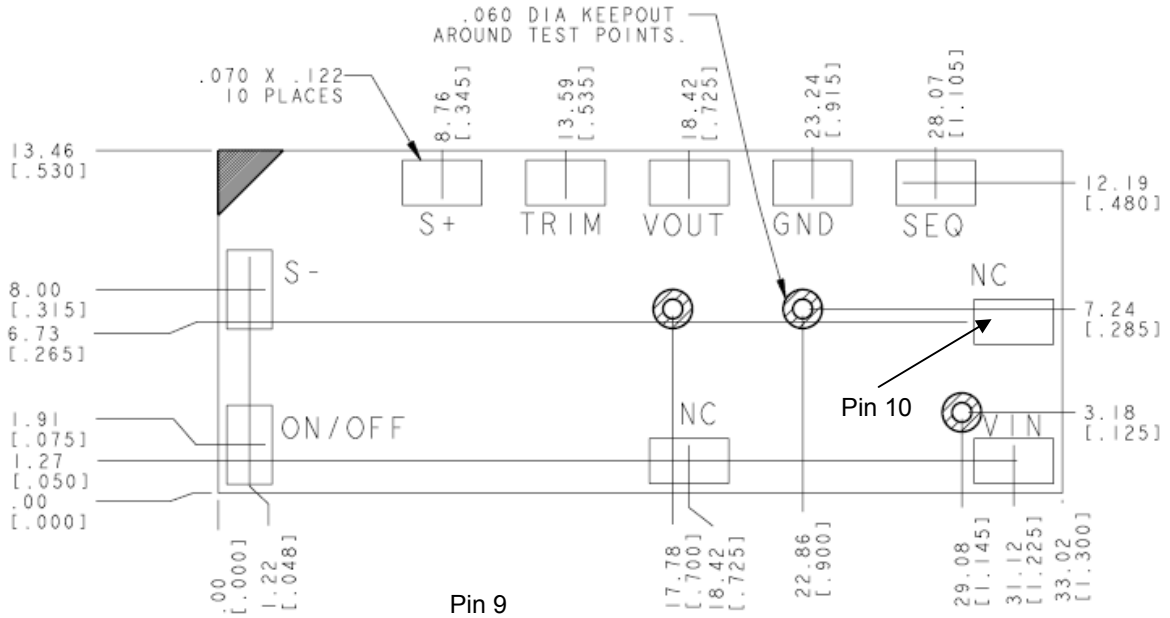 .060 DIA KEEPOUT
AROUND TEST POINTS.
.070 X .122
10 PLACES
8.76
[.345]
13.59
[.535]
18.42
[.725]
23.24
[.915]
28.07
[1.105]
13.46
[.530]
12.19
[.480]
S+
TRIM
VOUT
GND
SEQ
S-
NC
8.00
[.315]
7.24
[.285]
6.73
[.265]
Pin 10
NC
1.91
[.075]
ON/OFF
3.18
[.125]
VIN
1.27
[.050]
.00
[.000]
.00
[.000]
1.22
[.048]
17.78
[.700]
18.42
[.725]
22.86
[.900]
29.08
[1.145]
31.12
[1.225]
33.02
[1.300]
Pin 9